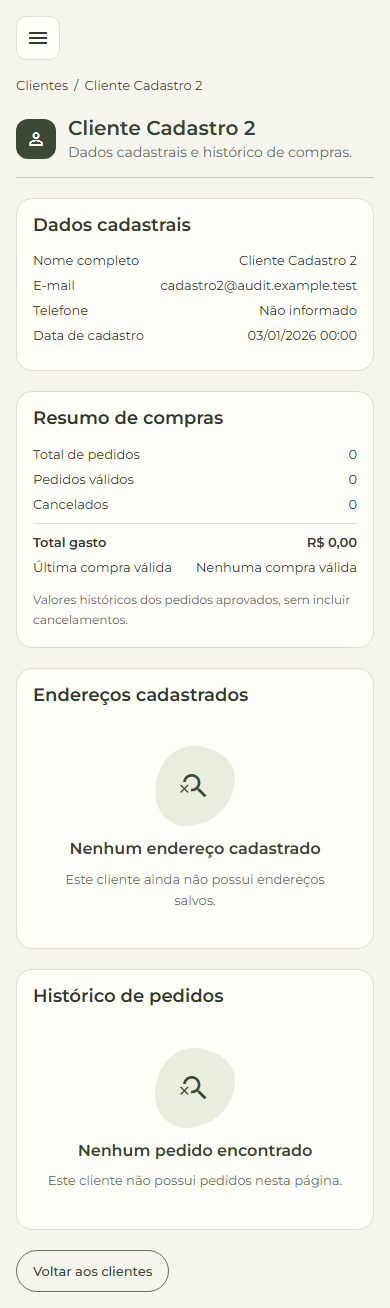 Clientes / Cliente Cadastro 2
Cliente Cadastro 2
Dados cadastrais e histórico de compras.
Dados cadastrais
Nome completo Cliente Cadastro 2
E-mail cadastro2@audit.example.test
Telefone Não informado
Data de cadastro 03/01/2026 00:00
Resumo de compras
Total de pedidos 0
Pedidos válidos 0
Cancelados 0
Total gasto R$ 0,00
Última compra válida Nenhuma compra válida
Valores históricos dos pedidos aprovados, sem incluir
cancelamentos.
Endereços cadastrados
Nenhum endereço cadastrado
Este cliente ainda não possui endereços
salvos.
Histórico de pedidos
Nenhum pedido encontrado
Este cliente não possui pedidos nesta página.
Voltar aos clientes